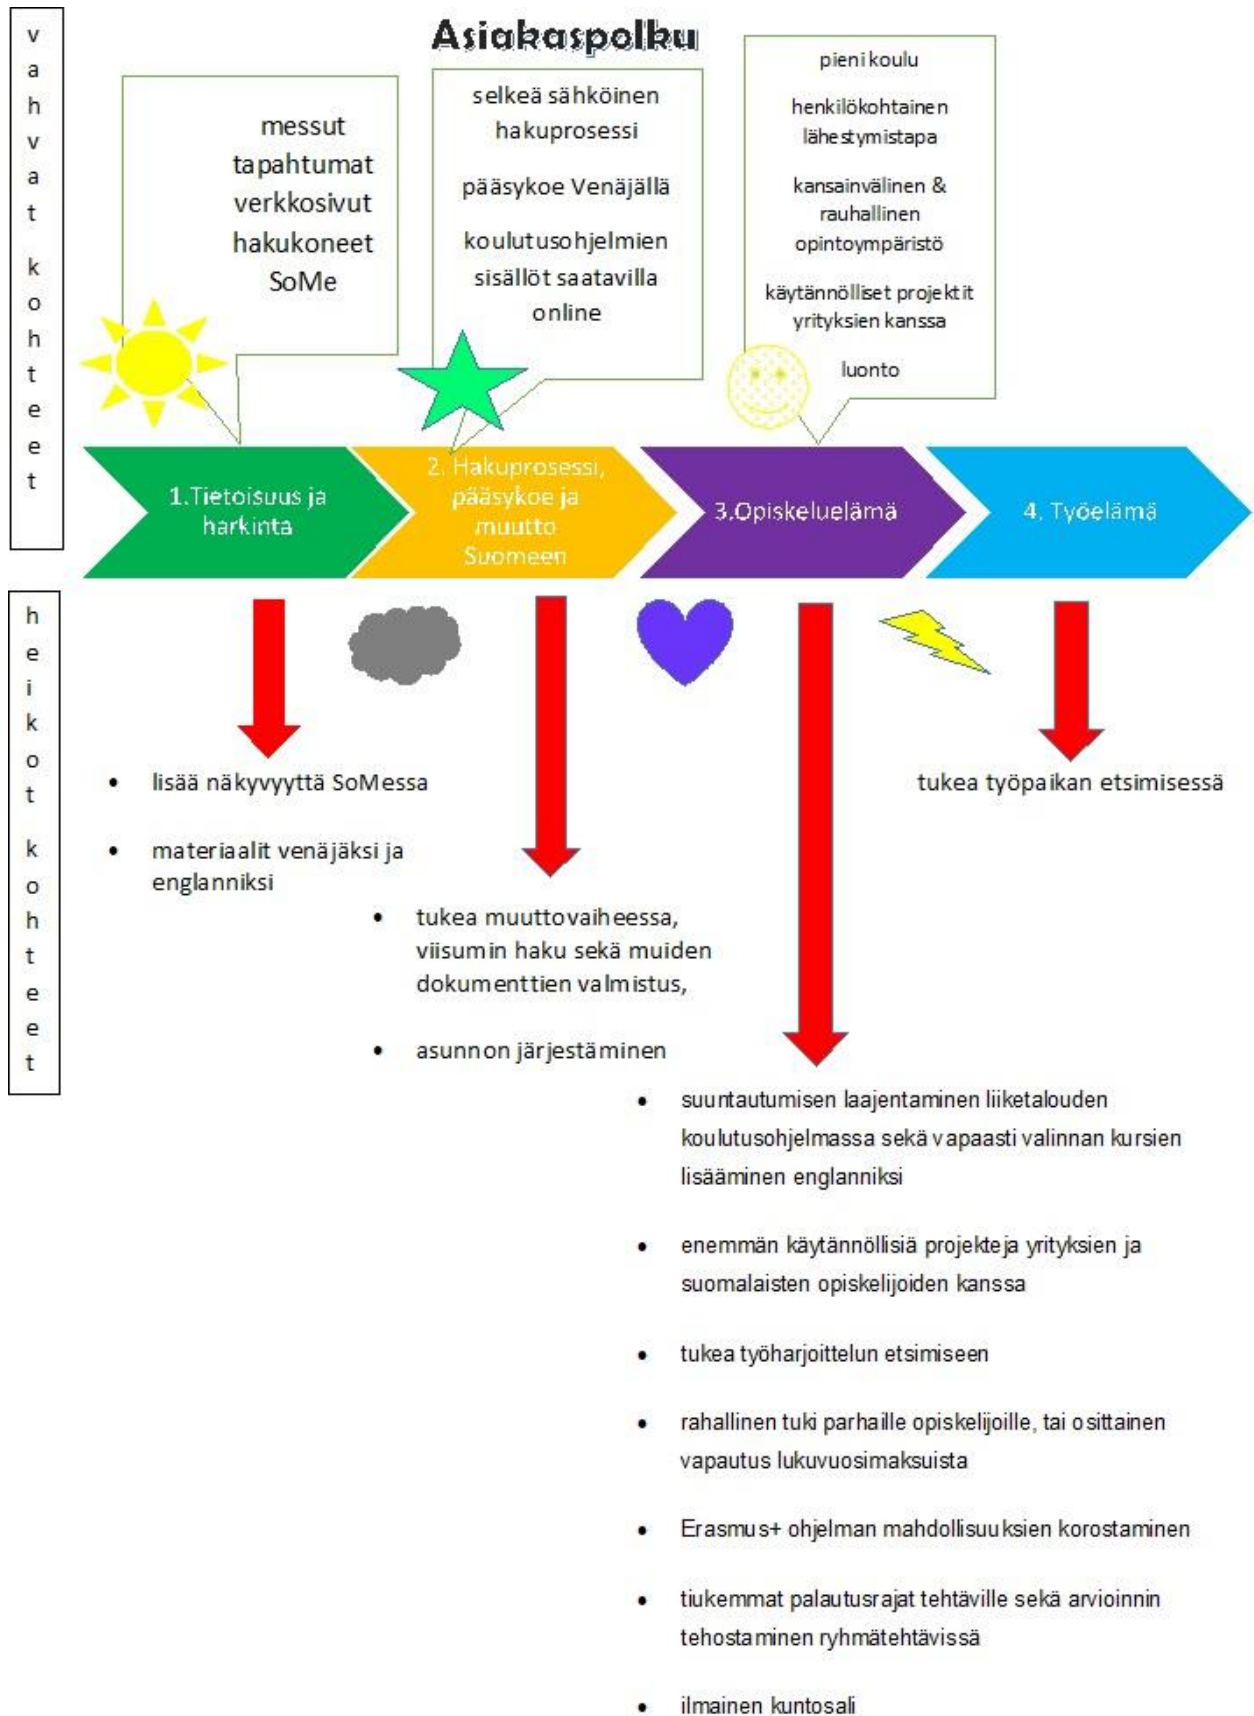 vahvat kohteet
Asiakaspolku
messut
tapahtumat
verkkosivut
hakukoneet
SoMe
selkeä sähköinen
hakuprosessi
pääsykoe Venäjällä
koulutusohjelmien
sisällöt saatavilla
online
pieni koulu
henkilökohtainen
lähestymistapa
kansainvälinen &
rauhallinen
opintoympäristö
käytännölliset projektit
yrityksien kanssa
luonto
1.Tietoisuus ja
harkinta
2. Hakuprosessi,
pääsykoe ja
muutto
Suomeen
3.Opiskeluelämä
4. Työelämä
heikot kohteet
• lisää näkyvyyttä SoMessa
• materiaalit venäjäksi ja
englanniksi
• tukea muuttovaiheessa,
viisumin haku sekä muiden
dokumenttien valmistus,
• asunnon järjestäminen
• suuntautumisen laajentaminen liiketalouden
koulutusohjelmassa sekä vapaasti valinnan kursien
lisääminen englanniksi
• enemmän käytännöllisiä projekteja yrityksien ja
suomalaisten opiskelijoiden kanssa
• tukea työharjoittelun etsimiseen
• rahallinen tuki parhaille opiskelijoille, tai osittainen
vapautus lukuvuosimaksuista
• Erasmus+ ohjelman mahdollisuuksien korostaminen
• tiukemmat palautusrajat tehtäville sekä arvioinnin
tehostaminen ryhmätehtävissä
• ilmainen kuntosali
tukea työpaikan etsimisessä